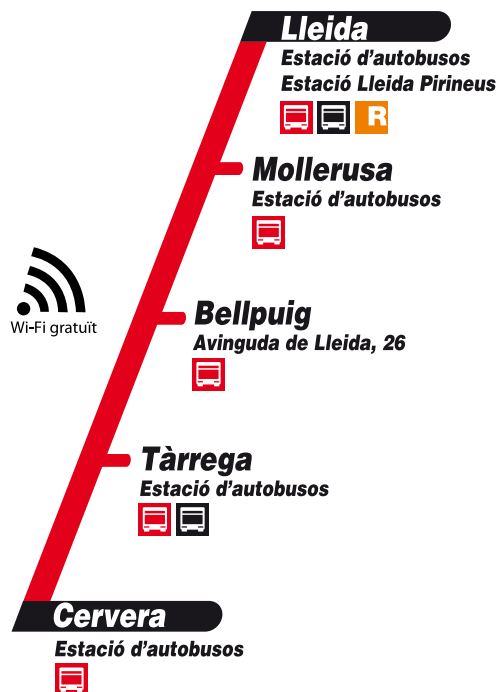 Lleida
Estació d'autobusos
Estació Lleida Pirineus
R
Mollerusa
Estació d'autobusos
Wi-Fi gratuït
Bellpuig
Avinguda de Lleida, 26
Tàrrega
Estació d'autobusos
Cervera
Estació d'autobusos